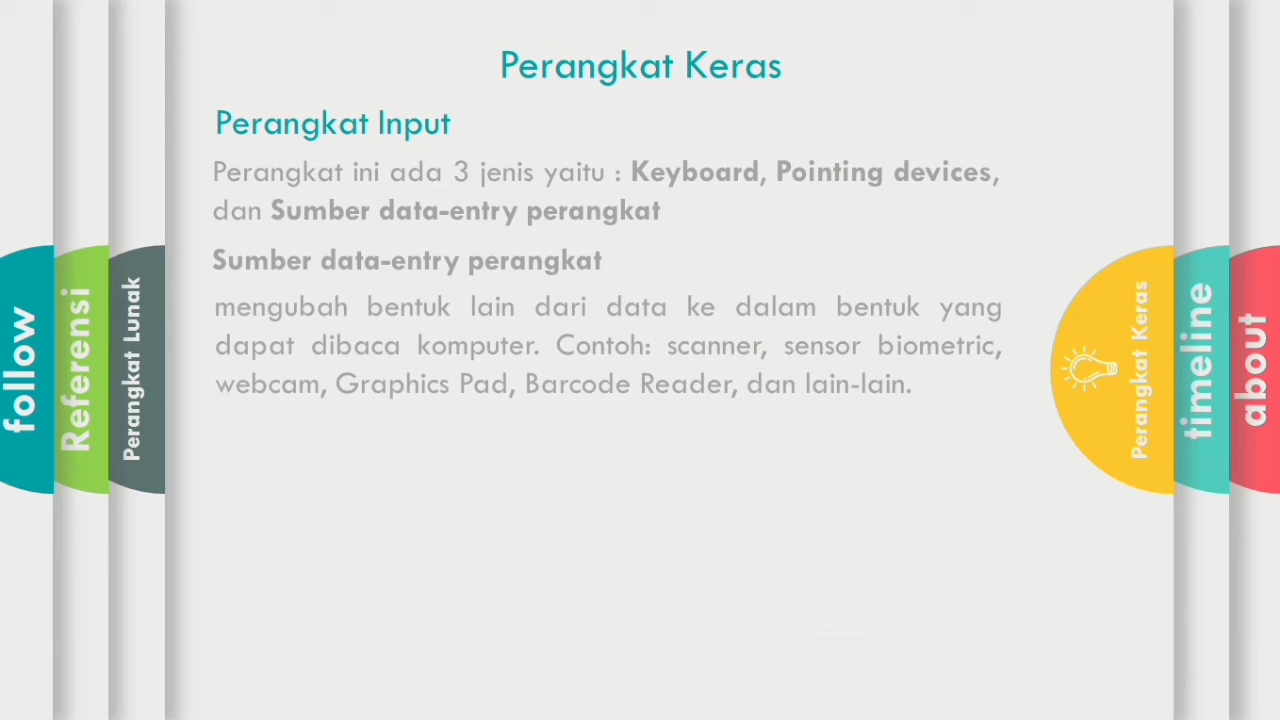 Perangkat Keras
Perangkat Input
Perangkat ini ada 3 jenis yaitu : Keyboard, Pointing devices,
dan Sumber data-entry perangkat
Sumber data-entry perangkat
mengubah bentuk lain dari data ke dalam bentuk yang
dapat dibaca komputer. Contoh: scanner, sensor biometric,
webcam, Graphics Pad, Barcode Reader, dan lain-lain.
follow
Referensi
Perangkat Lunak
Perangkat Keras
timeline
about